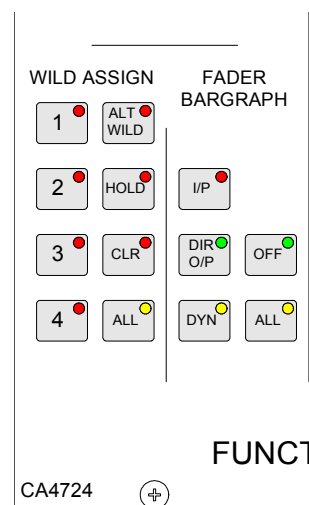 WILD ASSIGN
FADER
BARGRAPH
1
ALT
WILD
2
HOLD
I/P
3
CLR
DIR
O/P
OFF
4
ALL
DYN
ALL
FUNCT
CA4724